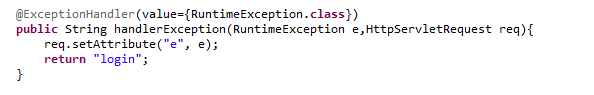 @ExceptionHandler(value={RuntimeException.class})
public String handlerException(RuntimeException e,HttpServletRequest req){
    req.setAttribute("e", e);
    return "login";
}